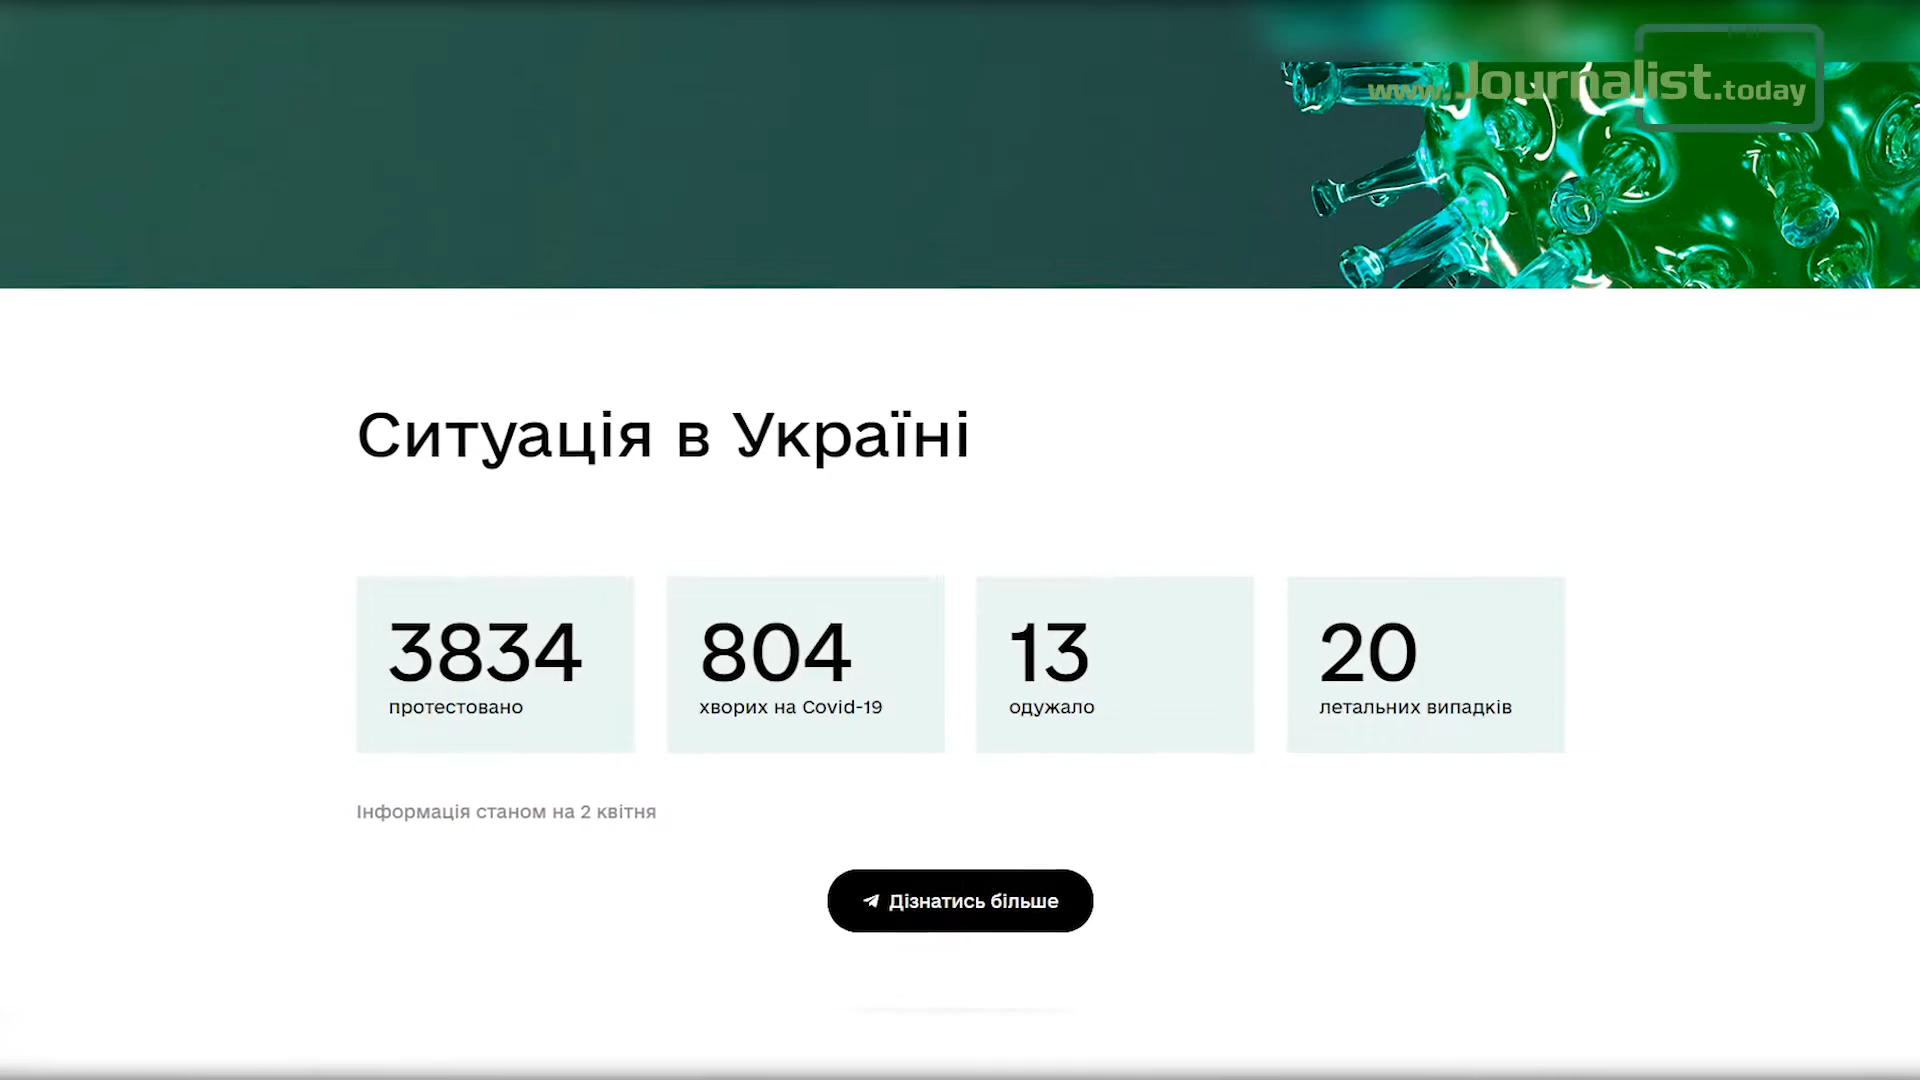 www.Journalist.today
Ситуація в Україні
3834
протестовано
804
хворих на Covid-19
13
одужало
20
летальних випадків
Інформація станом на 2 квітня
Дізнатись більше